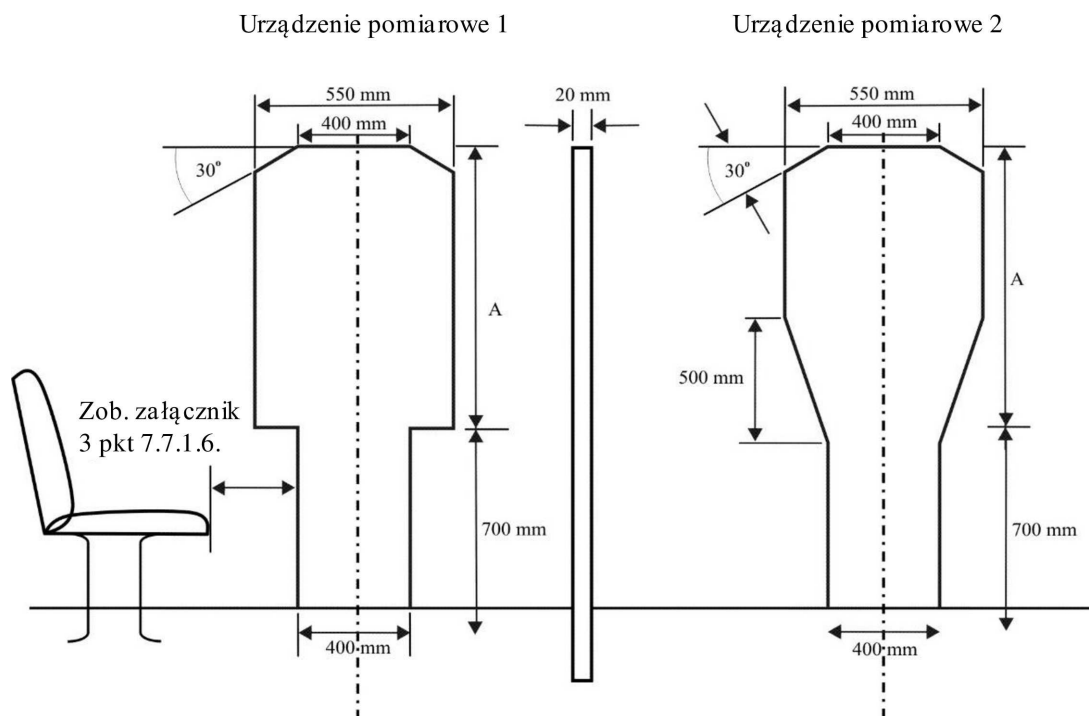 Urządzenie pomiarowe 1
Urządzenie pomiarowe 2
550 mm
400 mm
30°
A
Zob. załącznik
3 pkt 7.7.1.6.
700 mm
400 mm
20 mm
550 mm
400 mm
30°
A
500 mm
700 mm
400 mm